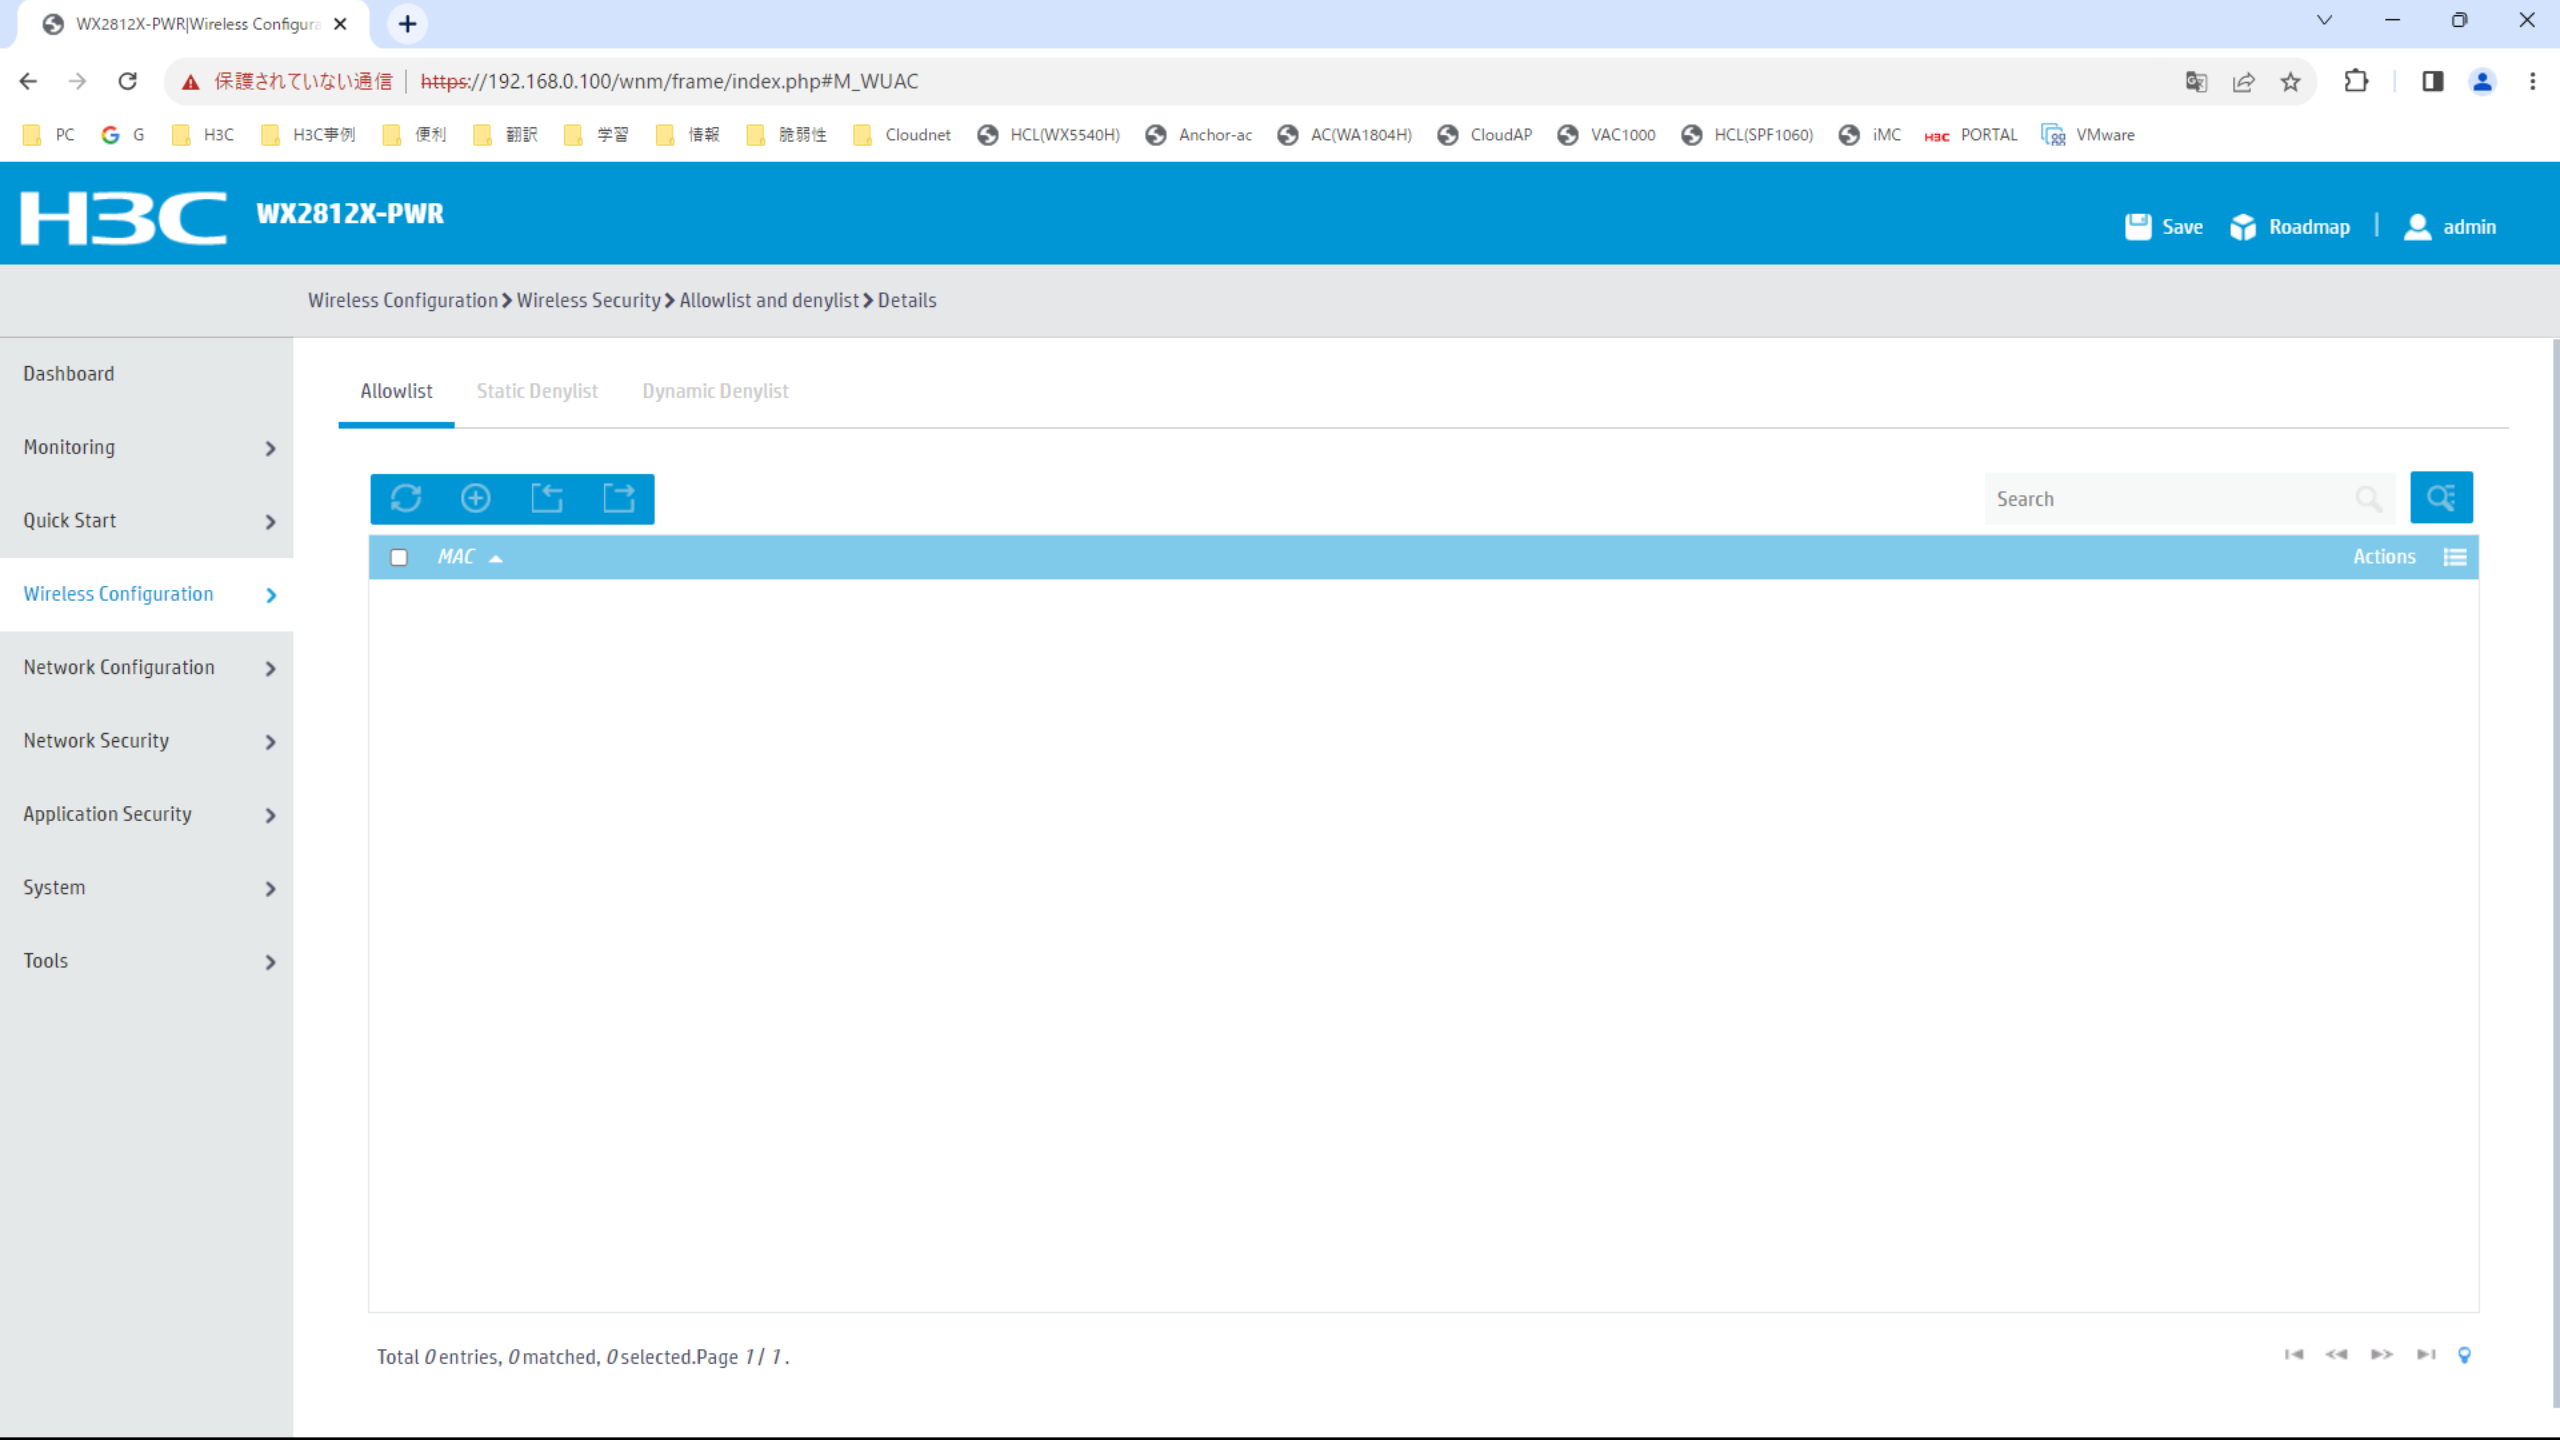 WX2812X-PWR|Wireless Configura
保護されていない通信 https://192.168.0.100/wnm/frame/index.php#M_WUAC
PC G H3C H3C事例 便利 翻訳 学習 情報 脆弱性 Cloudnet HCL(WX5540H) Anchor-ac AC(WA1804H) CloudAP VAC1000 HCL(SPF1060) iMC H3C PORTAL VMware
H3C WX2812X-PWR
Save Roadmap admin
Wireless Configuration Wireless Security Allowlist and denylist Details
Dashboard
Monitoring
Quick Start
Wireless Configuration
Network Configuration
Network Security
Application Security
System
Tools
Allowlist Static Denylist Dynamic Denylist
Search
MAC Actions
Total 0 entries, 0 matched, 0 selected.Page 1 / 1 .